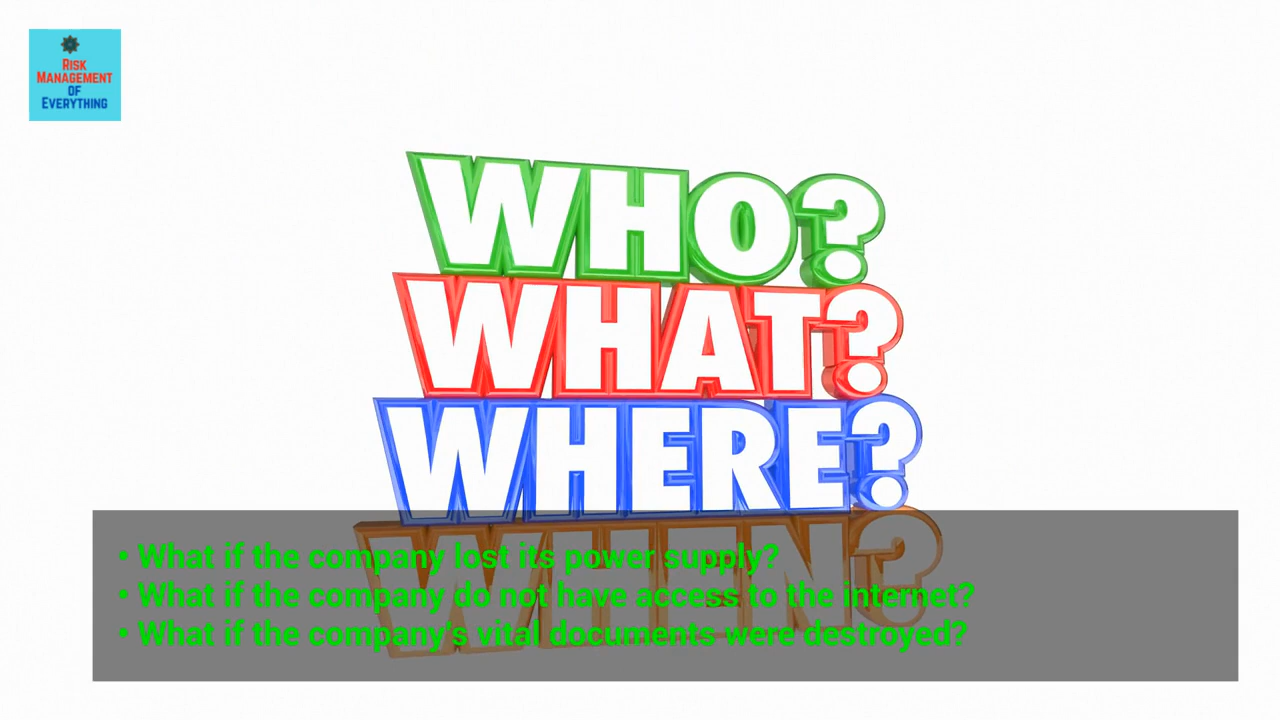 RISK
MANAGEMENT
OF
EVERYTHING
WHO?
WHAT?
WHERE?
WHEN?
• What if the company lost its power supply?
• What if the company do not have access to the internet?
• What if the company's vital documents were destroyed?